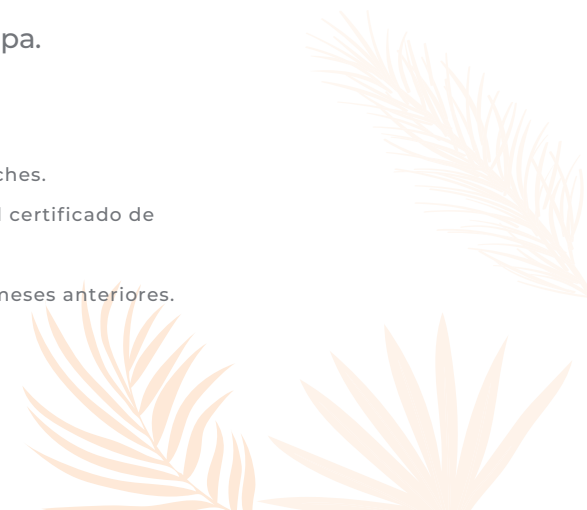 pa.
ches.
l certificado de
meses anteriores.